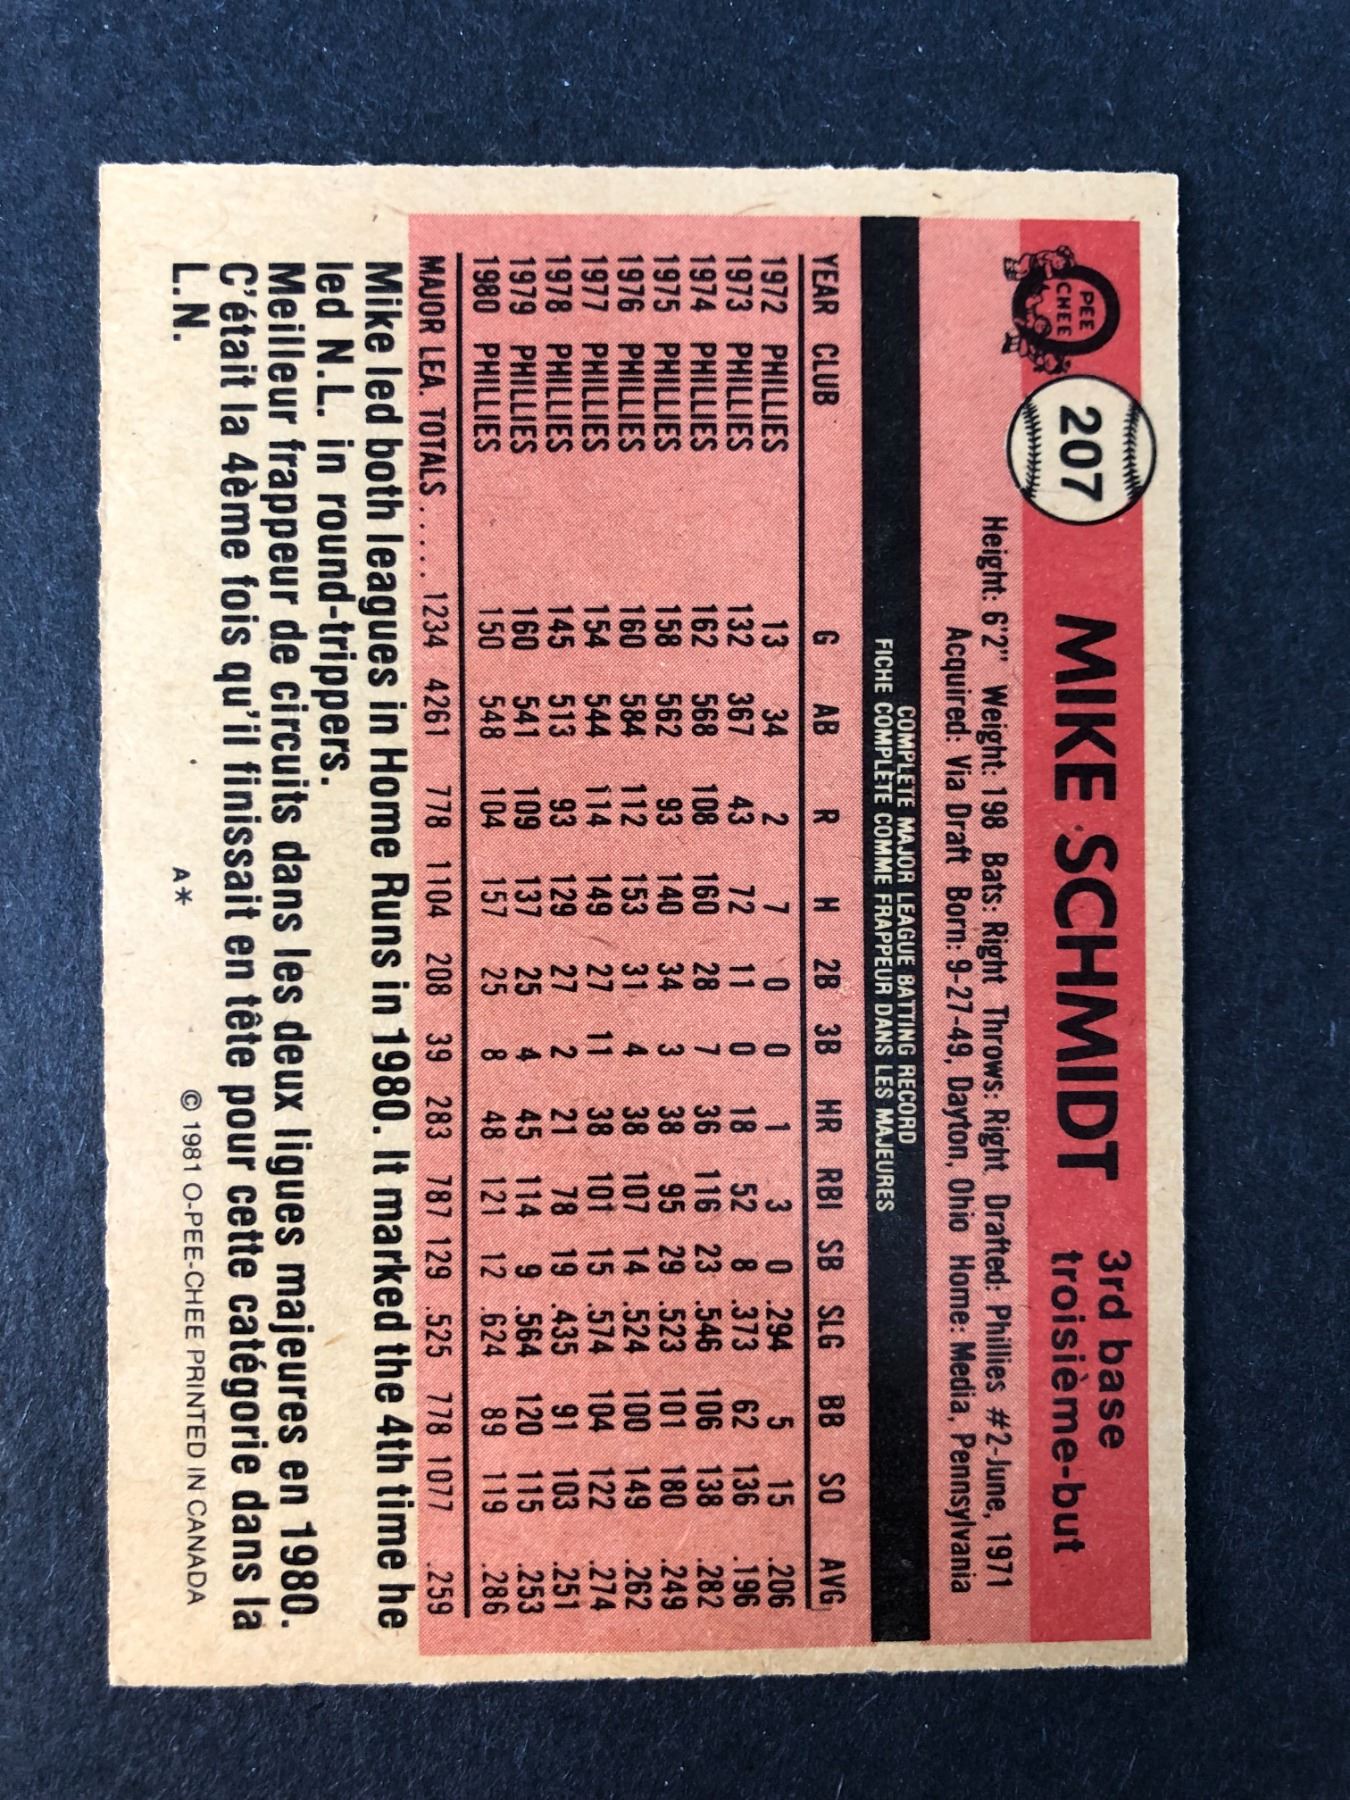 O PEE CHEE
207
MIKE SCHMIDT
3rd base
troisième-but
Height: 6'2" Weight: 198 Bats: Right Throws: Right Drafted: Phillies #2-June, 1971
Acquired: Via Draft Born: 9-27-49, Dayton, Ohio Home: Media, Pennsylvania
COMPLETE MAJOR LEAGUE BATTING RECORD
FICHE COMPLÈTE COMME FRAPPEUR DANS LES MAJEURES
YEAR CLUB G AB R H 2B 3B HR RBI SB SLG BB SO AVG
1972 PHILLIES 13 34 2 7 0 0 1 3 0 .294 5 15 .206
1973 PHILLIES 132 367 43 72 11 0 18 52 8 .373 62 136 .196
1974 PHILLIES 162 568 108 160 28 7 36 116 23 .546 106 138 .282
1975 PHILLIES 158 562 93 140 34 3 38 95 29 .523 101 180 .249
1976 PHILLIES 160 584 112 153 31 4 38 107 14 .524 100 149 .262
1977 PHILLIES 154 544 114 149 27 11 38 101 15 .574 104 122 .274
1978 PHILLIES 145 513 93 129 27 2 21 78 19 .435 91 103 .251
1979 PHILLIES 160 541 109 137 25 4 45 114 9 .564 120 115 .253
1980 PHILLIES 150 548 104 157 25 8 48 121 12 .624 89 119 .286
MAJOR LEA. TOTALS..... 1234 4261 778 1104 208 39 283 787 129 .525 778 1077 .259
Mike led both leagues in Home Runs in 1980. It marked the 4th time he
led N.L. in round-trippers.
Meilleur frappeur de circuits dans les deux ligues majeures en 1980.
C'était la 4ème fois qu'il finissait en tête pour cette catégorie dans la
L.N.
A* © 1981 O-PEE-CHEE PRINTED IN CANADA